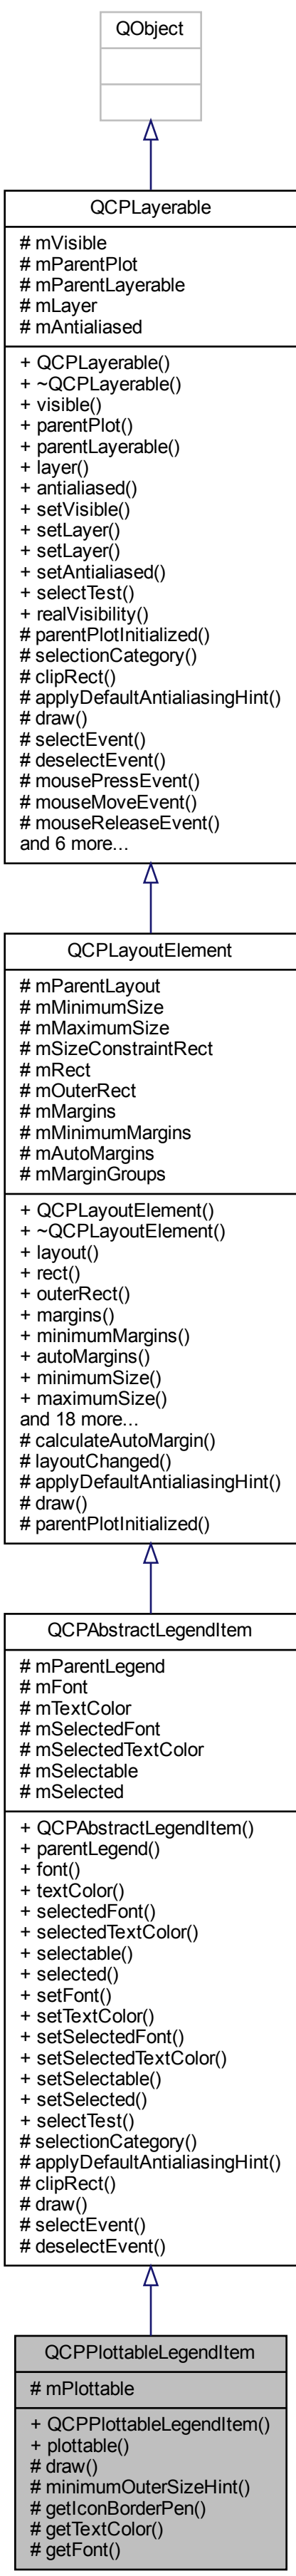 QObject
QCPLayerable
# mVisible
# mParentPlot
# mParentLayerable
# mLayer
# mAntialiased
+ QCPLayerable()
+ ~QCPLayerable()
+ visible()
+ parentPlot()
+ parentLayerable()
+ layer()
+ antialiased()
+ setVisible()
+ setLayer()
+ setLayer()
+ setAntialiased()
+ selectTest()
+ realVisibility()
# parentPlotInitialized()
# selectionCategory()
# clipRect()
# applyDefaultAntialiasingHint()
# draw()
# selectEvent()
# deselectEvent()
# mousePressEvent()
# mouseMoveEvent()
# mouseReleaseEvent()
and 6 more...
QCPLayoutElement
# mParentLayout
# mMinimumSize
# mMaximumSize
# mSizeConstraintRect
# mRect
# mOuterRect
# mMargins
# mMinimumMargins
# mAutoMargins
# mMarginGroups
+ QCPLayoutElement()
+ ~QCPLayoutElement()
+ layout()
+ rect()
+ outerRect()
+ margins()
+ minimumMargins()
+ autoMargins()
+ minimumSize()
+ maximumSize()
and 18 more...
# calculateAutoMargin()
# layoutChanged()
# applyDefaultAntialiasingHint()
# draw()
# parentPlotInitialized()
QCPAbstractLegendItem
# mParentLegend
# mFont
# mTextColor
# mSelectedFont
# mSelectedTextColor
# mSelectable
# mSelected
+ QCPAbstractLegendItem()
+ parentLegend()
+ font()
+ textColor()
+ selectedFont()
+ selectedTextColor()
+ selectable()
+ selected()
+ setFont()
+ setTextColor()
+ setSelectedFont()
+ setSelectedTextColor()
+ setSelectable()
+ setSelected()
+ selectTest()
# selectionCategory()
# applyDefaultAntialiasingHint()
# clipRect()
# draw()
# selectEvent()
# deselectEvent()
QCPPlottableLegendItem
# mPlottable
+ QCPPlottableLegendItem()
+ plottable()
# draw()
# minimumOuterSizeHint()
# getIconBorderPen()
# getTextColor()
# getFont()